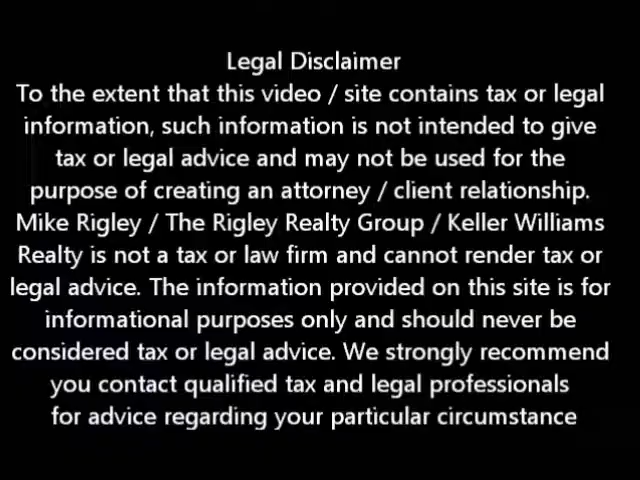 Legal Disclaimer
To the extent that this video / site contains tax or legal
information, such information is not intended to give
tax or legal advice and may not be used for the
purpose of creating an attorney / client relationship.
Mike Rigley / The Rigley Realty Group / Keller Williams
Realty is not a tax or law firm and cannot render tax or
legal advice. The information provided on this site is for
informational purposes only and should never be
considered tax or legal advice. We strongly recommend
you contact qualified tax and legal professionals
for advice regarding your particular circumstance